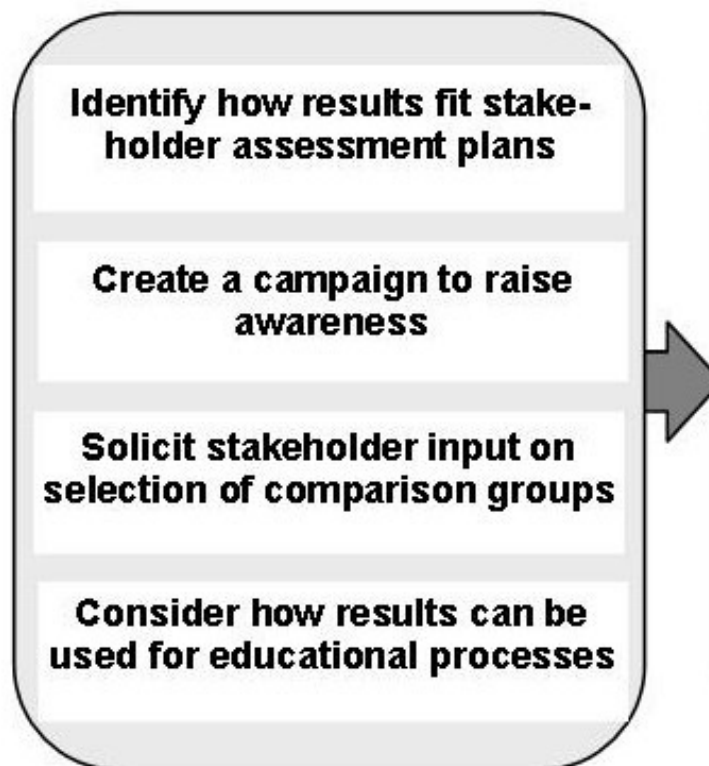 Identify how results fit stake-
holder assessment plans
Create a campaign to raise
awareness
Solicit stakeholder input on
selection of comparison groups
Consider how results can be
used for educational processes